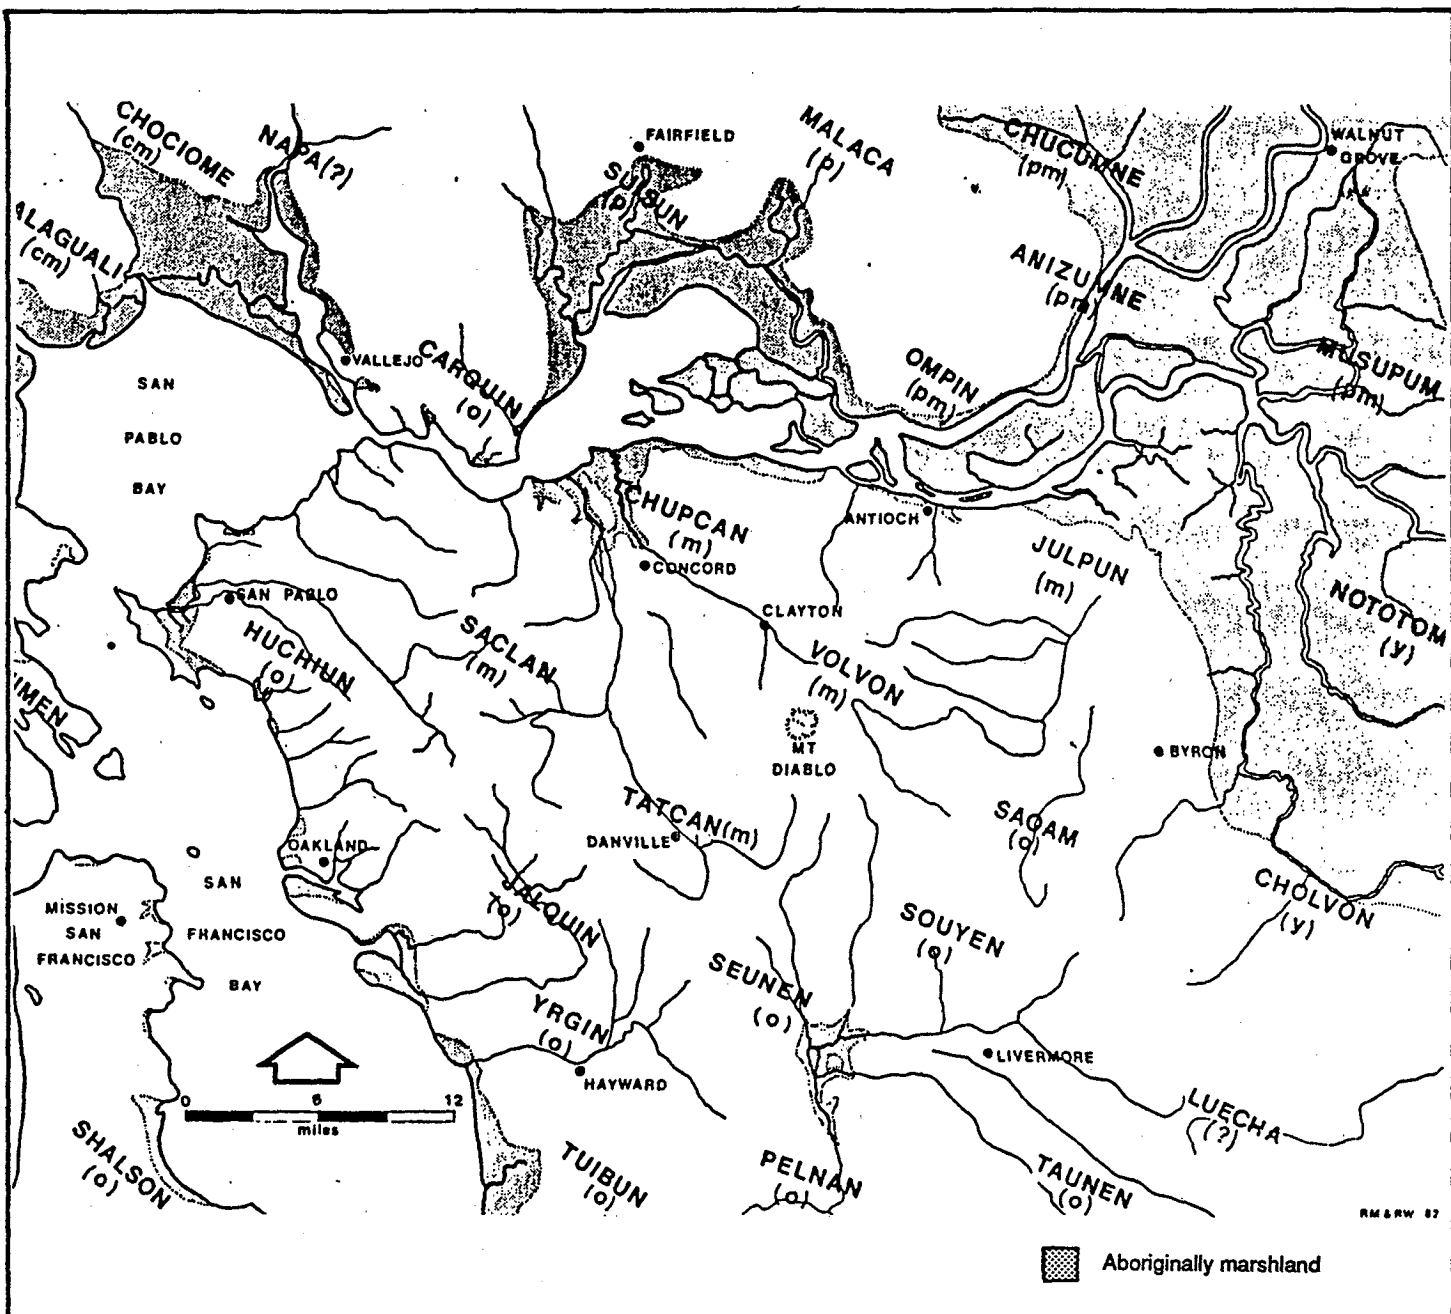 CHOCIOME
(cm)
NAPA(?)
FAIRFIELD
MALACA
(p)
CHUCUMNE
(pm)
WALNUT
GROVE
SUISUN
(p)
ALAGUALI
(cm)
ANIZUMNE
(pm)
SAN
PABLO
BAY
VALLEJO
CARQUIN
(o)
OMPIN
(pm)
MUSUPUM
(pm)
CHUPCAN
(m)
ANTIOCH
CONCORD
JULPUN
(m)
SAN PABLO
CLAYTON
NOTOTOM
(y)
HUCHIUN
(o)
SACLAN
(m)
VOLVON
(m)
IMEN
MT
DIABLO
BYRON
TATCAN(m)
DANVILLE
SAOAM
(o)
OAKLAND
SAN
FRANCISCO
BAY
MISSION
SAN
FRANCISCO
JALQUIN
(o)
SOUYEN
(o)
CHOLVON
(y)
SEUNEN
(o)
YRGIN
(o)
HAYWARD
LIVERMORE
0 6 12
miles
LUECHA
(?)
SHALSON
(o)
TUIBUN
(o)
PELNAN
(o)
TAUNEN
(o)
RM & RW 82
Aboriginally marshland